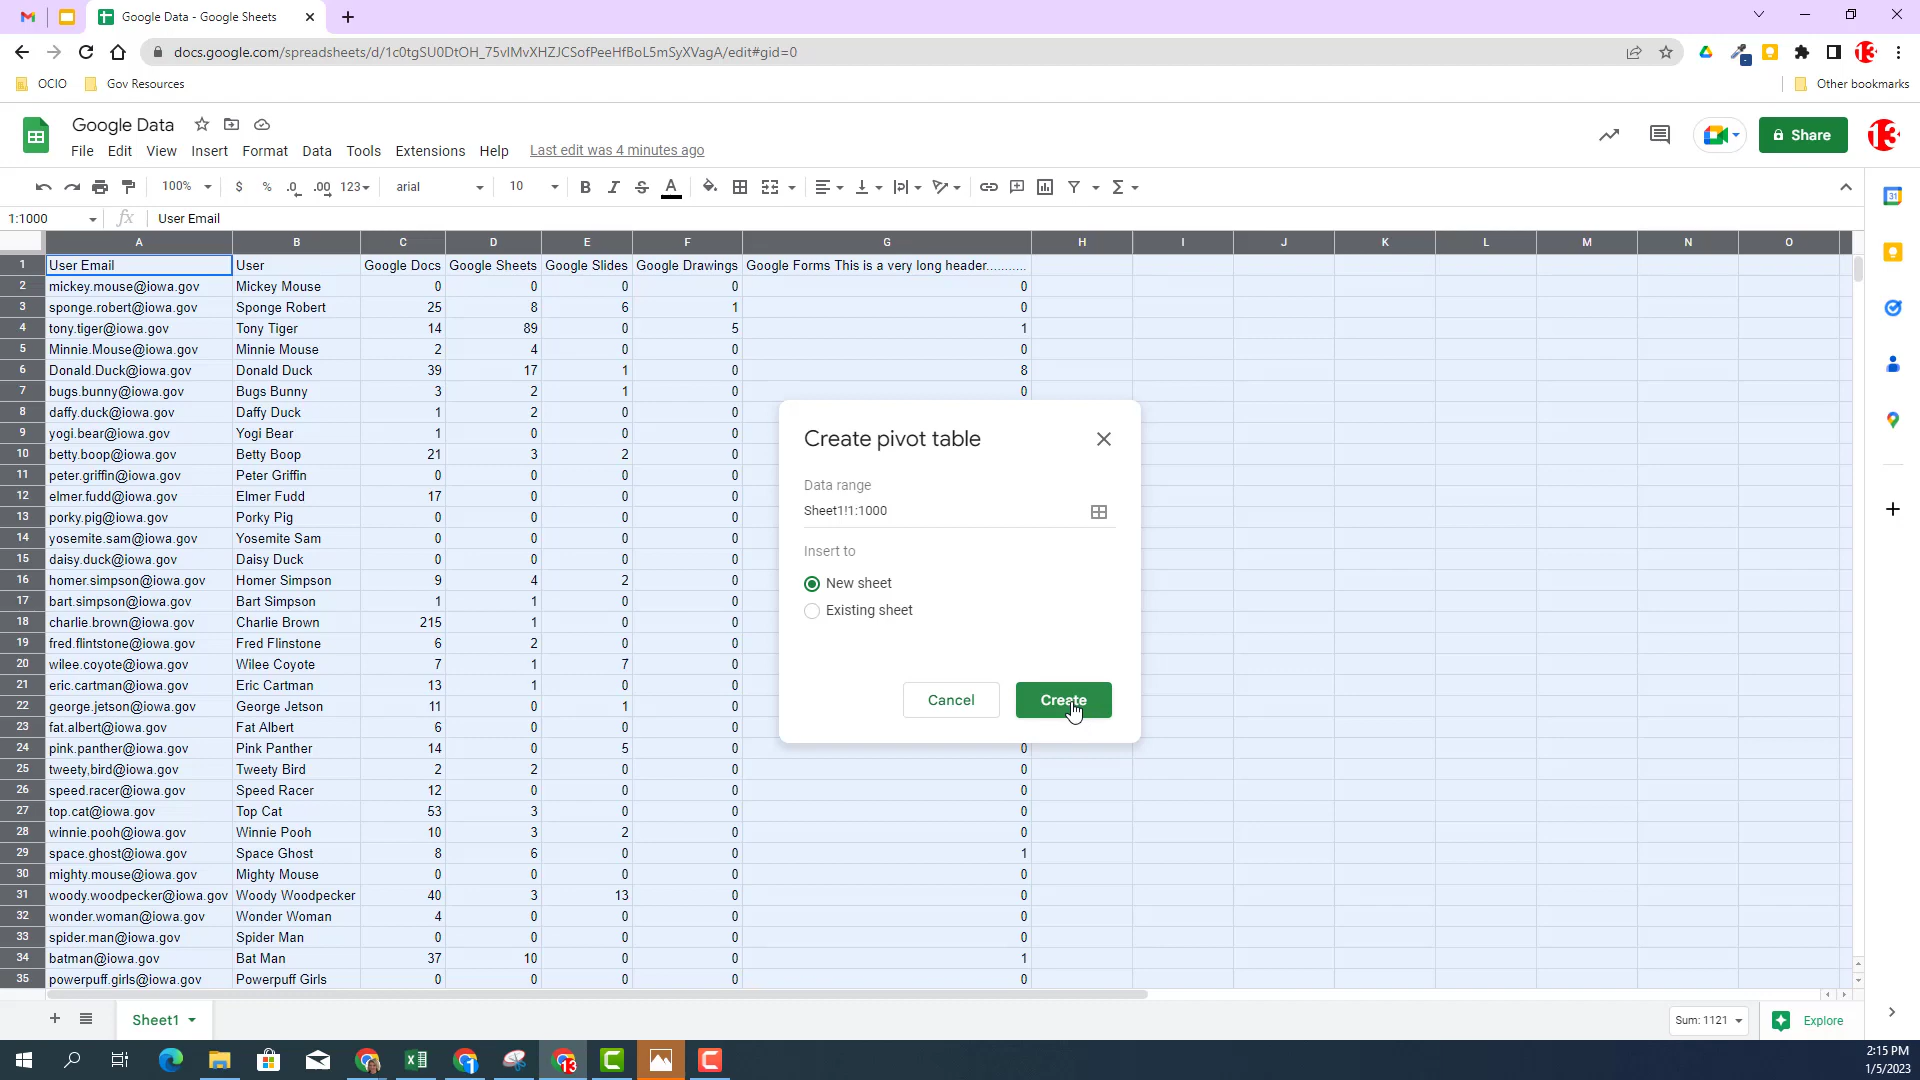 Google Data - Google Sheets
docs.google.com/spreadsheets/d/1c0tgSU0DtOH_75vIMvXHZJCSofPeeHfBoL5mSyXVagA/edit#gid=0
13
OCIO Gov Resources Other bookmarks
Google Data
Share
13
File Edit View Insert Format Data Tools Extensions Help Last edit was 4 minutes ago
100% $ % .0 .00 123 arial 10 B I S A Σ
31
1:1000 fx User Email
A B C D E F G H I J K L M N O
1 User Email User Google Docs Google Sheets Google Slides Google Drawings Google Forms This is a very long header...........
2 mickey.mouse@iowa.gov Mickey Mouse 0 0 0 0 0
3 sponge.robert@iowa.gov Sponge Robert 25 8 6 1 0
4 tony.tiger@iowa.gov Tony Tiger 14 89 0 5 1
5 Minnie.Mouse@iowa.gov Minnie Mouse 2 4 0 0 0
6 Donald.Duck@iowa.gov Donald Duck 39 17 1 0 8
7 bugs.bunny@iowa.gov Bugs Bunny 3 2 1 0 0
8 daffy.duck@iowa.gov Daffy Duck 1 2 0 0
9 yogi.bear@iowa.gov Yogi Bear 1 0 0 0
10 betty.boop@iowa.gov Betty Boop 21 3 2 0
11 peter.griffin@iowa.gov Peter Griffin 0 0 0 0
12 elmer.fudd@iowa.gov Elmer Fudd 17 0 0 0
13 porky.pig@iowa.gov Porky Pig 0 0 0 0
14 yosemite.sam@iowa.gov Yosemite Sam 0 0 0 0
15 daisy.duck@iowa.gov Daisy Duck 0 0 0 0
16 homer.simpson@iowa.gov Homer Simpson 9 4 2 0
17 bart.simpson@iowa.gov Bart Simpson 1 1 0 0
18 charlie.brown@iowa.gov Charlie Brown 215 1 0 0
19 fred.flintstone@iowa.gov Fred Flinstone 6 2 0 0
20 wilee.coyote@iowa.gov Wilee Coyote 7 1 7 0
21 eric.cartman@iowa.gov Eric Cartman 13 1 0 0
22 george.jetson@iowa.gov George Jetson 11 0 1 0
23 fat.albert@iowa.gov Fat Albert 6 0 0 0
24 pink.panther@iowa.gov Pink Panther 14 0 5 0 0
25 tweety,bird@iowa.gov Tweety Bird 2 2 0 0 0
26 speed.racer@iowa.gov Speed Racer 12 0 0 0 0
27 top.cat@iowa.gov Top Cat 53 3 0 0 0
28 winnie.pooh@iowa.gov Winnie Pooh 10 3 2 0 0
29 space.ghost@iowa.gov Space Ghost 8 6 0 0 1
30 mighty.mouse@iowa.gov Mighty Mouse 0 0 0 0 0
31 woody.woodpecker@iowa.gov Woody Woodpecker 40 3 13 0 0
32 wonder.woman@iowa.gov Wonder Woman 4 0 0 0 0
33 spider.man@iowa.gov Spider Man 0 0 0 0 0
34 batman@iowa.gov Bat Man 37 10 0 0 1
35 powerpuff.girls@iowa.gov Powerpuff Girls 0 0 0 0 0
Create pivot table
Data range
Sheet1!1:1000
Insert to
New sheet
Existing sheet
Cancel Create
Sheet1 Sum: 1121 Explore
13
2:15 PM
1/5/2023